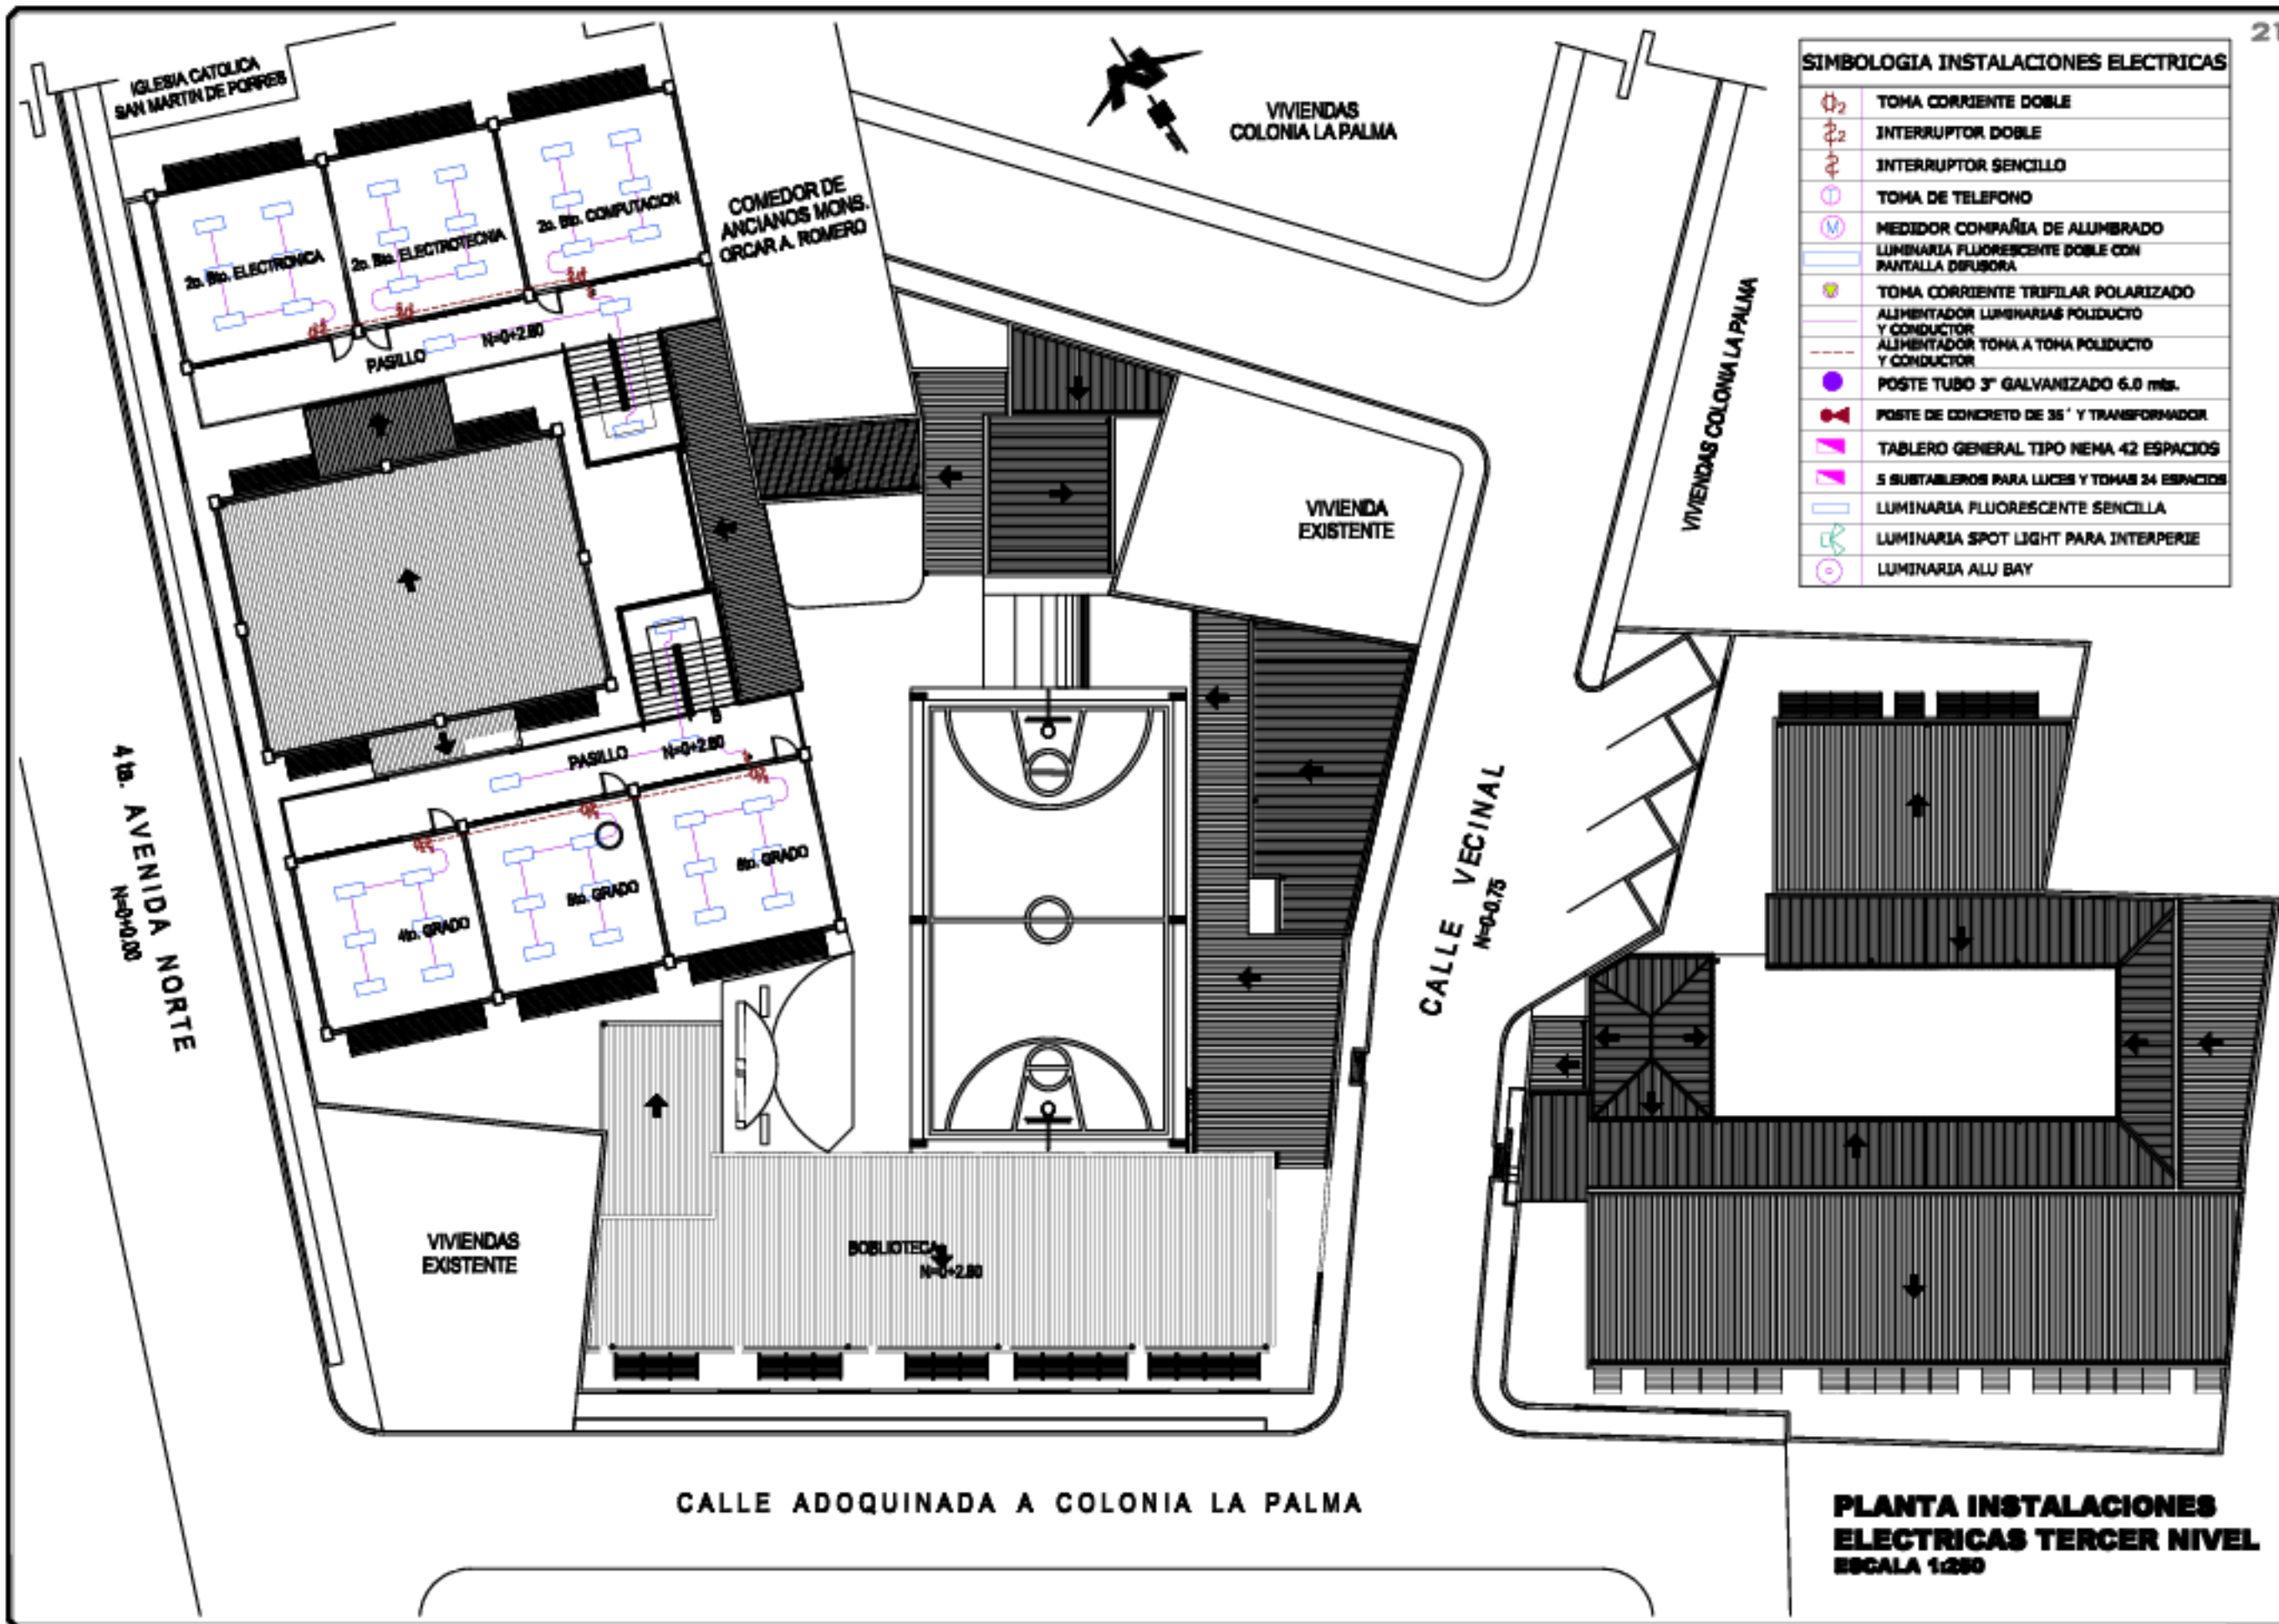 21
IGLESIA CATOLICA
SAN MARTIN DE PORRES
VIVIENDAS
COLONIA LA PALMA
SIMBOLOGIA INSTALACIONES ELECTRICAS
TOMA CORRIENTE DOBLE
INTERRUPTOR DOBLE
INTERRUPTOR SENCILLO
TOMA DE TELEFONO
M
MEDIDOR COMPAÑIA DE ALUMBRADO
LUMINARIA FLUORESCENTE DOBLE CON
PANTALLA DIFUSORA
TOMA CORRIENTE TRIFILAR POLARIZADO
ALIMENTADOR LUMINARIAS POLIDUCTO
Y CONDUCTOR
ALIMENTADOR TOMA A TOMA POLIDUCTO
Y CONDUCTOR
POSTE TUBO 3" GALVANIZADO 6.0 mts.
POSTE DE CONCRETO DE 35´ Y TRANSFORMADOR
TABLERO GENERAL TIPO NEMA 42 ESPACIOS
5 SUBTABLEROS PARA LUCES Y TOMAS 24 ESPACIOS
LUMINARIA FLUORESCENTE SENCILLA
LUMINARIA SPOT LIGHT PARA INTERPERIE
LUMINARIA ALU BAY
2o. Bto. ELECTRONICA
2o. Bto. ELECTROTECNIA
2o. Bto. COMPUTACION
COMEDOR DE
ANCIANOS MONS.
ORCAR A. ROMERO
PASILLO
N=0+2.80
VIVIENDAS COLONIA LA PALMA
VIVIENDA
EXISTENTE
PASILLO
N=0+2.80
4 ta. AVENIDA NORTE
N=0+0.00
4to. GRADO
5to. GRADO
6to. GRADO
CALLE VECINAL
N=0-0.75
VIVIENDAS
EXISTENTE
BOBLIOTECA
N=0+2.80
CALLE ADOQUINADA A COLONIA LA PALMA
PLANTA INSTALACIONES
ELECTRICAS TERCER NIVEL
ESCALA 1:250